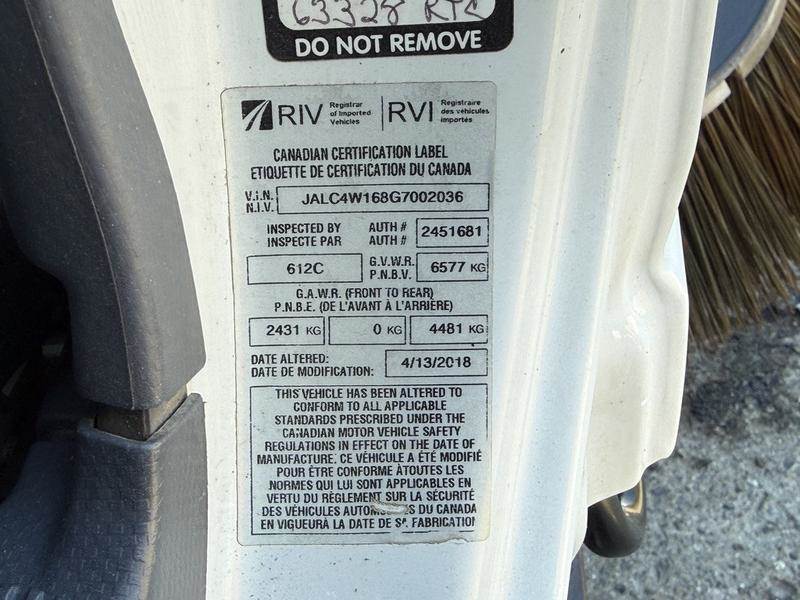 63328 RTC
DO NOT REMOVE
RIV Registrar of Imported Vehicles RVI Registraire des véhicules importés
CANADIAN CERTIFICATION LABEL
ETIQUETTE DE CERTIFICATION DU CANADA
V.I.N. N.I.V. JALC4W168G7002036
INSPECTED BY AUTH #
INSPECTE PAR AUTH # 2451681
612C G.V.W.R. P.N.B.V. 6577 KG
G.A.W.R. (FRONT TO REAR)
P.N.B.E. (DE L'AVANT À L'ARRIÈRE)
2431 KG 0 KG 4481 KG
DATE ALTERED:
DATE DE MODIFICATION: 4/13/2018
THIS VEHICLE HAS BEEN ALTERED TO
CONFORM TO ALL APPLICABLE
STANDARDS PRESCRIBED UNDER THE
CANADIAN MOTOR VEHICLE SAFETY
REGULATIONS IN EFFECT ON THE DATE OF
MANUFACTURE. CE VÉHICULE A ÉTÉ MODIFIÉ
POUR ÊTRE CONFORME ÀTOUTES LES
NORMES QUI LUI SONT APPLICABLES EN
VERTU DU RÈGLEMENT SUR LA SÉCURITÉ
DES VÉHICULES DU CANADA
EN VIGUEURÀ LA DATE DE FABRICATION